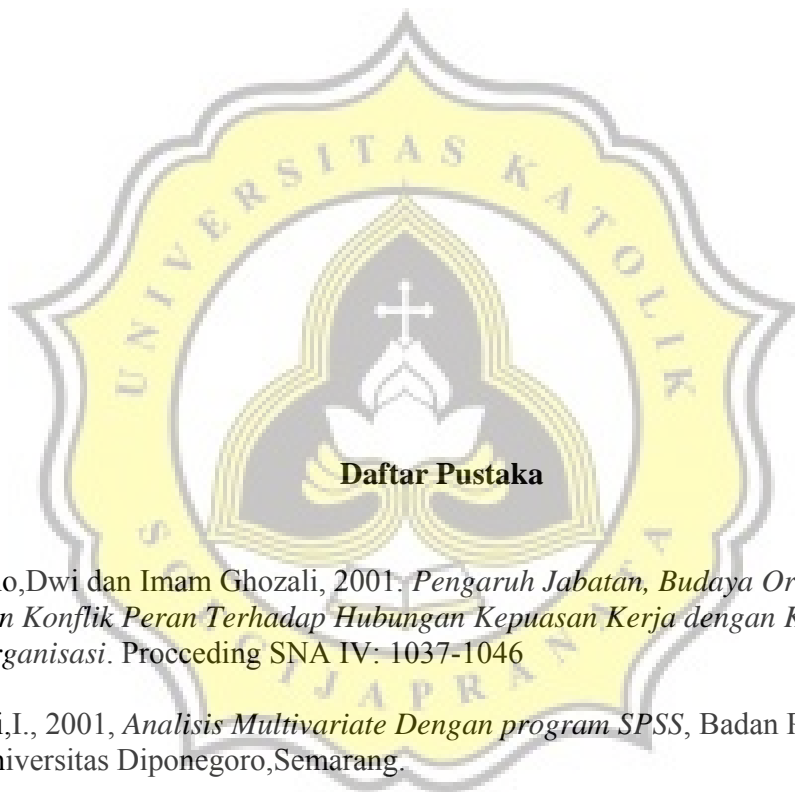 UNIVERSITAS KATOLIK
SOEGIJAPRANATA
Daftar Pustaka
o,Dwi dan Imam Ghozali, 2001. Pengaruh Jabatan, Budaya Or
n Konflik Peran Terhadap Hubungan Kepuasan Kerja dengan K
rganisasi. Procceding SNA IV: 1037-1046
i,I., 2001, Analisis Multivariate Dengan program SPSS, Badan P
niversitas Diponegoro,Semarang.